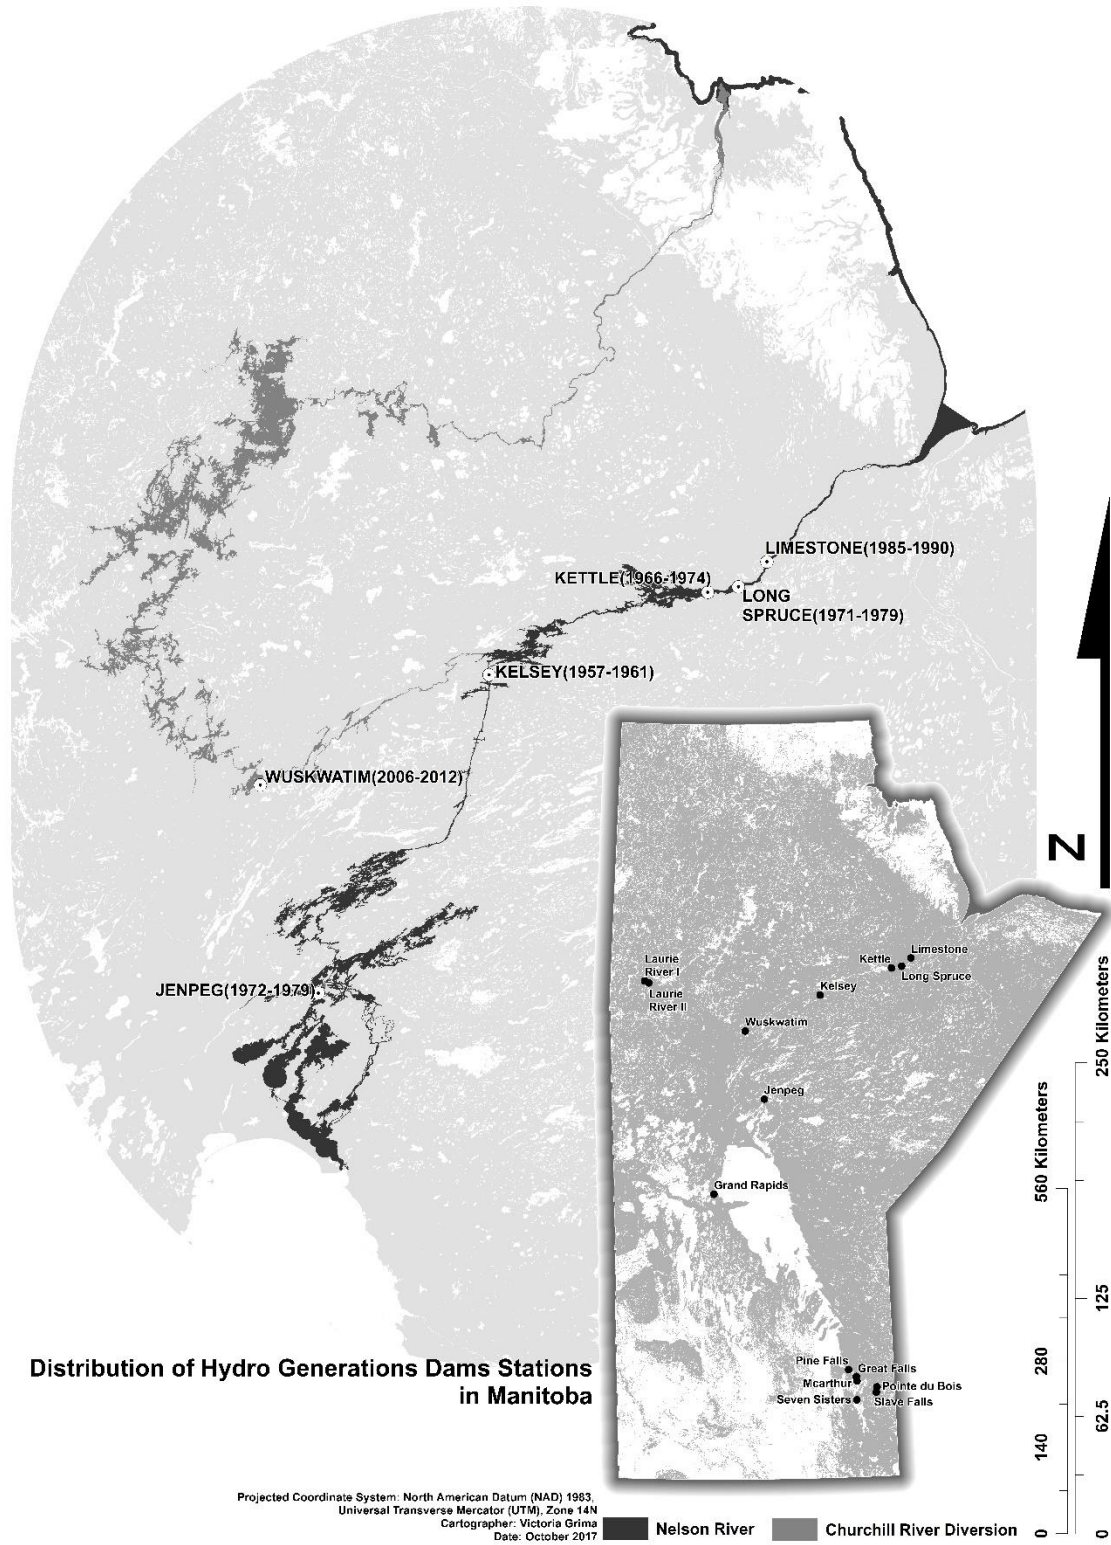 LIMESTONE(1985-1990)
KETTLE(1966-1974)
LONG
SPRUCE(1971-1979)
KELSEY(1957-1961)
WUSKWATIM(2006-2012)
JENPEG(1972-1979)
Z
Limestone
Kettle
Long Spruce
Laurie
River I
Laurie
River II
Kelsey
Wuskwatim
Jenpeg
Grand Rapids
Pine Falls
Great Falls
Mcarthur
Pointe du Bois
Seven Sisters
Slave Falls
250 Kilometers
125
62.5
0
560 Kilometers
280
140
0
Distribution of Hydro Generations Dams Stations
in Manitoba
Projected Coordinate System: North American Datum (NAD) 1983,
Universal Transverse Mercator (UTM), Zone 14N
Cartographer: Victoria Grima
Date: October 2017
Nelson River
Churchill River Diversion